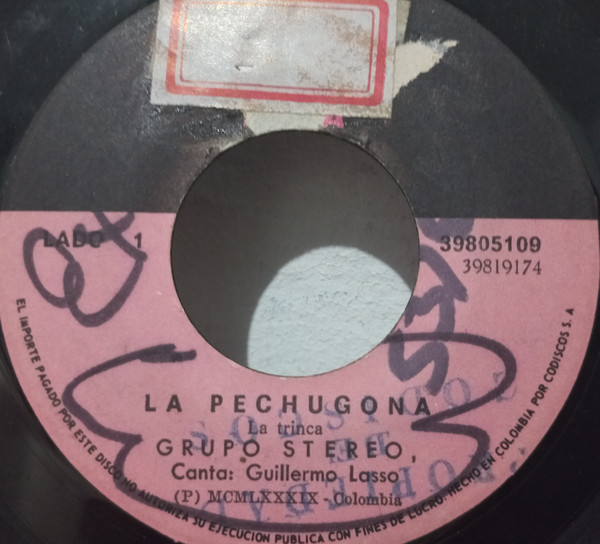 LADO 1
39805109
39819174
LA PECHUGONA
La trinca
GRUPO STEREO,
Canta: Guillermo Lasso
(P) MCMLXXXIX - Colombia
EL IMPORTE PAGADO POR ESTE DISCO NO AUTORIZA SU EJECUCION PUBLICA CON FINES DE LUCRO. HECHO EN COLOMBIA POR CODISCOS S. A